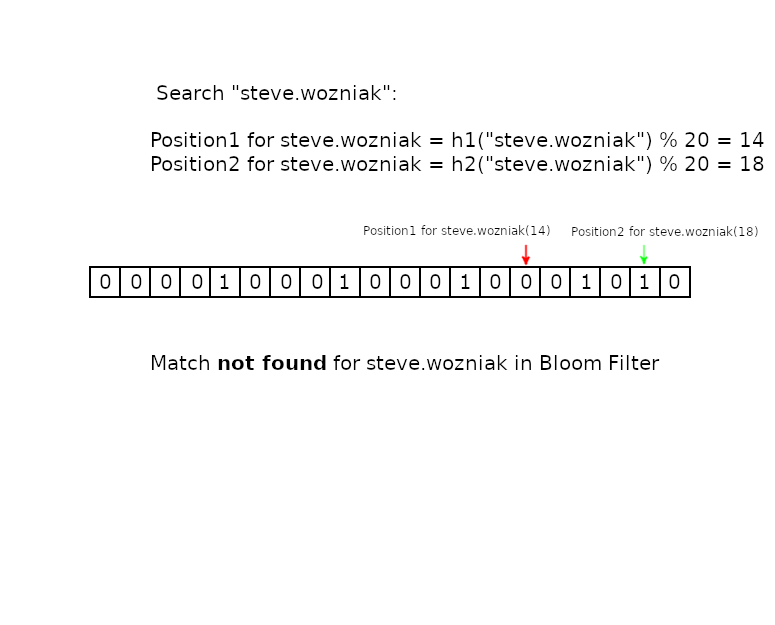 Search "steve.wozniak":
Position1 for steve.wozniak = h1("steve.wozniak") % 20 = 14
Position2 for steve.wozniak = h2("steve.wozniak") % 20 = 18
Position1 for steve.wozniak(14) Position2 for steve.wozniak(18)
0 0 0 0 1 0 0 0 1 0 0 0 1 0 0 0 1 0 1 0
Match not found for steve.wozniak in Bloom Filter